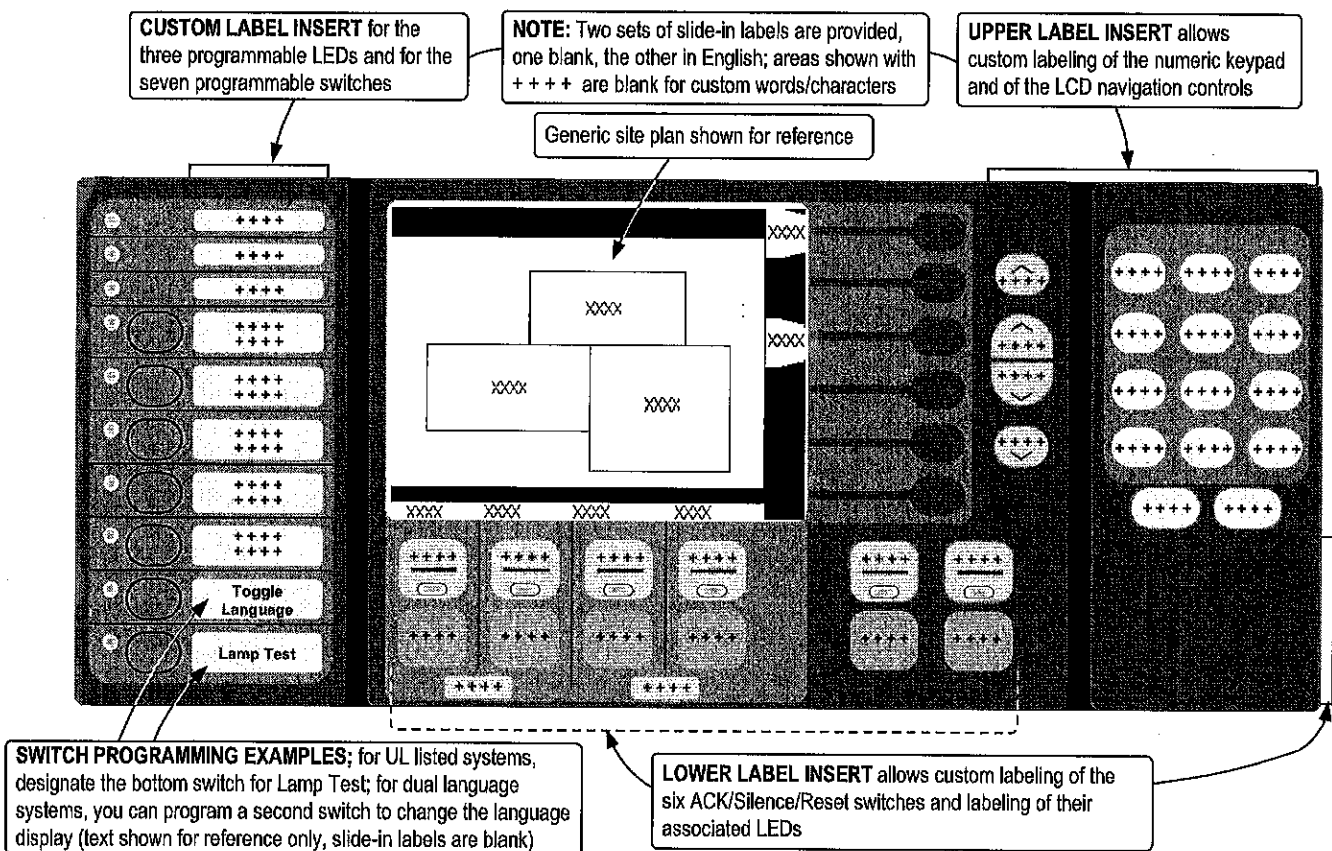 CUSTOM LABEL INSERT for the
three programmable LEDs and for the
seven programmable switches
NOTE: Two sets of slide-in labels are provided,
one blank, the other in English; areas shown with
+ + + + are blank for custom words/characters
UPPER LABEL INSERT allows
custom labeling of the numeric keypad
and of the LCD navigation controls
Generic site plan shown for reference
++++
++++
++++
++++
++++
++++
++++
++++
++++
++++
++++
++++
++++
Toggle
Language
Lamp Test
XXXX
XXXX
XXXX
XXXX
XXXX
XXXX XXXX XXXX XXXX
++++ ++++ ++++ ++++
++++ ++++ ++++ ++++
++++ ++++
++++
++++
++++
++++
++++ ++++
++++ ++++
++++ ++++ ++++
++++ ++++ ++++
++++ ++++ ++++
++++ ++++ ++++
++++ ++++
SWITCH PROGRAMMING EXAMPLES; for UL listed systems,
designate the bottom switch for Lamp Test; for dual language
systems, you can program a second switch to change the language
display (text shown for reference only, slide-in labels are blank)
LOWER LABEL INSERT allows custom labeling of the
six ACK/Silence/Reset switches and labeling of their
associated LEDs